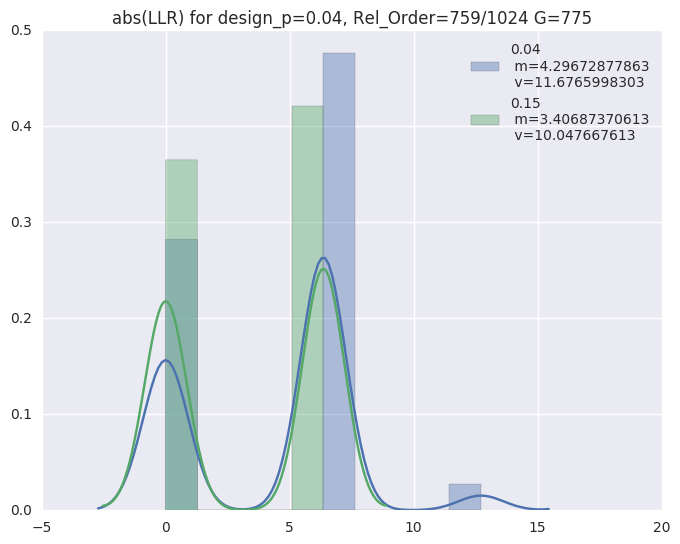 abs(LLR) for design_p=0.04, Rel_Order=759/1024 G=775
0.5
0.4
0.3
0.2
0.1
0.0
−5
0
5
10
15
20
0.04
m=4.29672877863
v=11.6765998303
0.15
m=3.40687370613
v=10.047667613